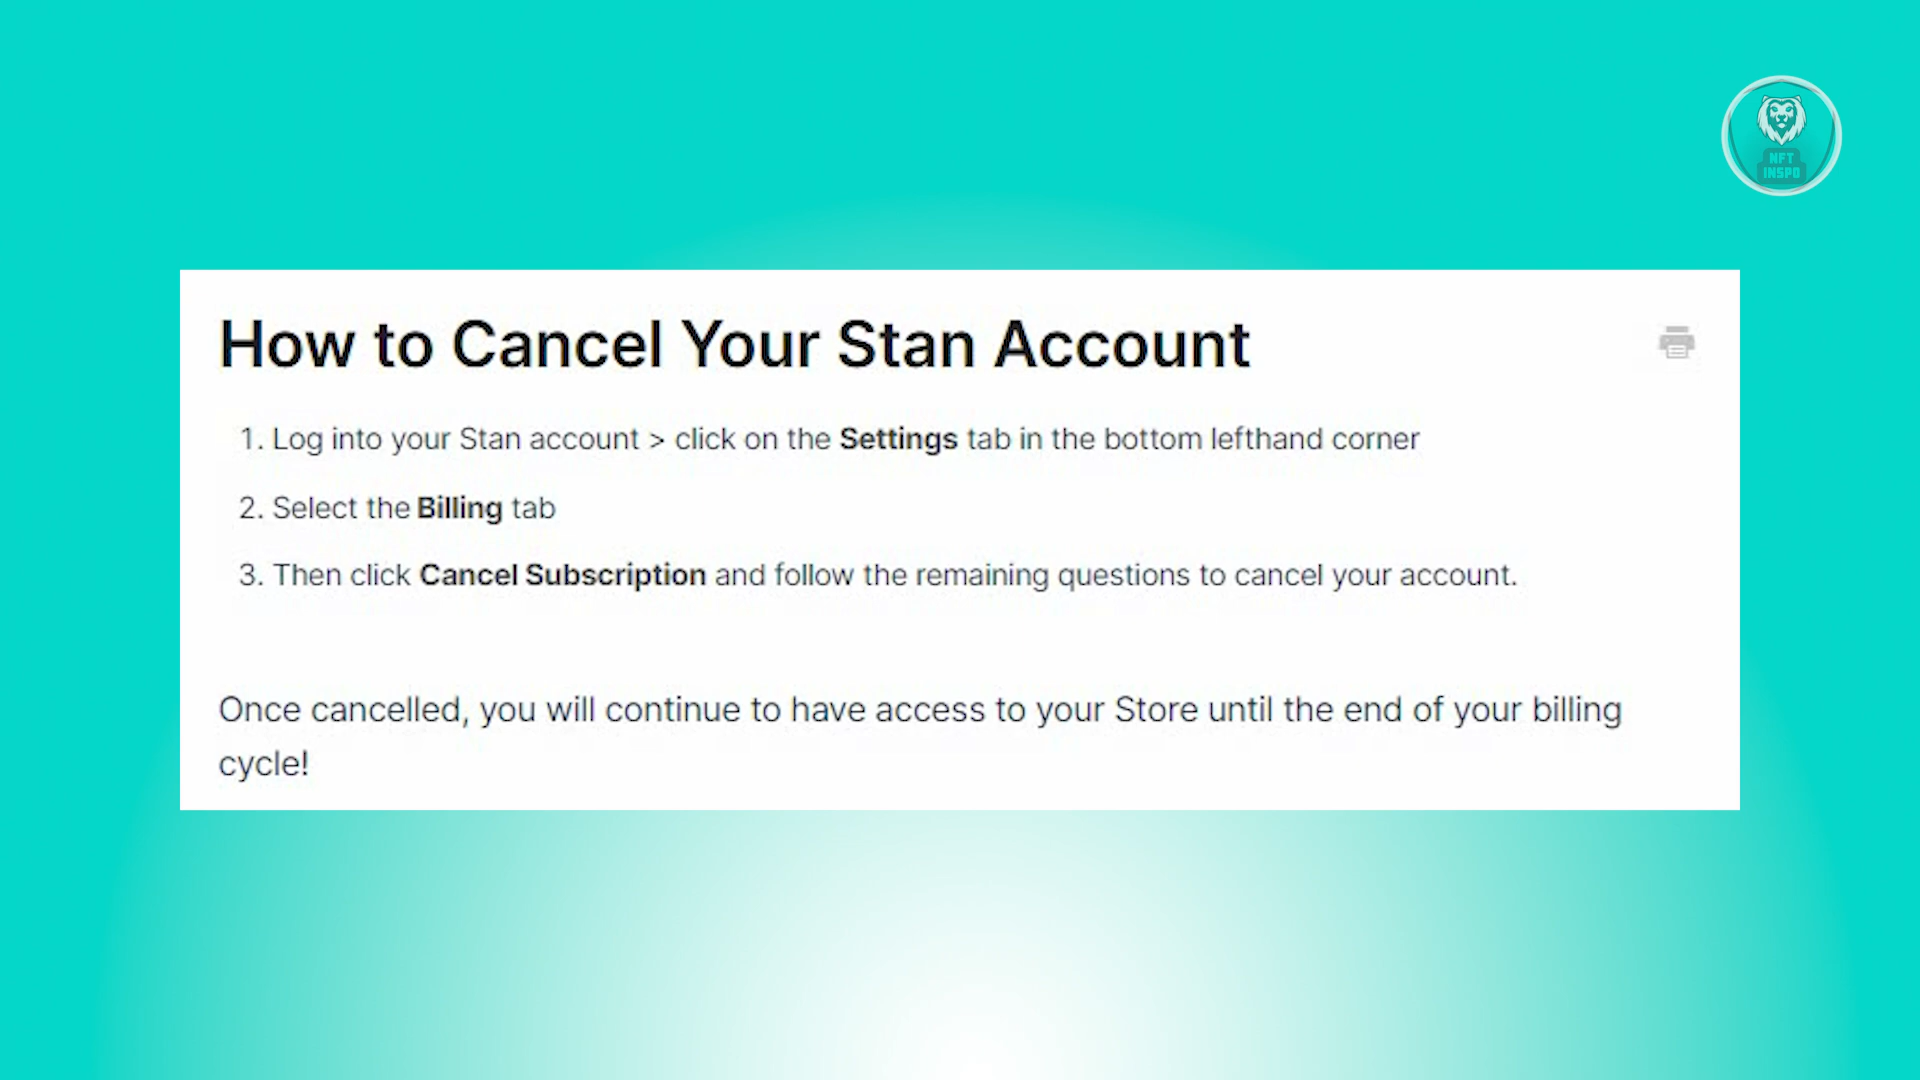 NFT
INSPO
How to Cancel Your Stan Account
1. Log into your Stan account > click on the Settings tab in the bottom lefthand corner
2. Select the Billing tab
3. Then click Cancel Subscription and follow the remaining questions to cancel your account.
Once cancelled, you will continue to have access to your Store until the end of your billing
cycle!